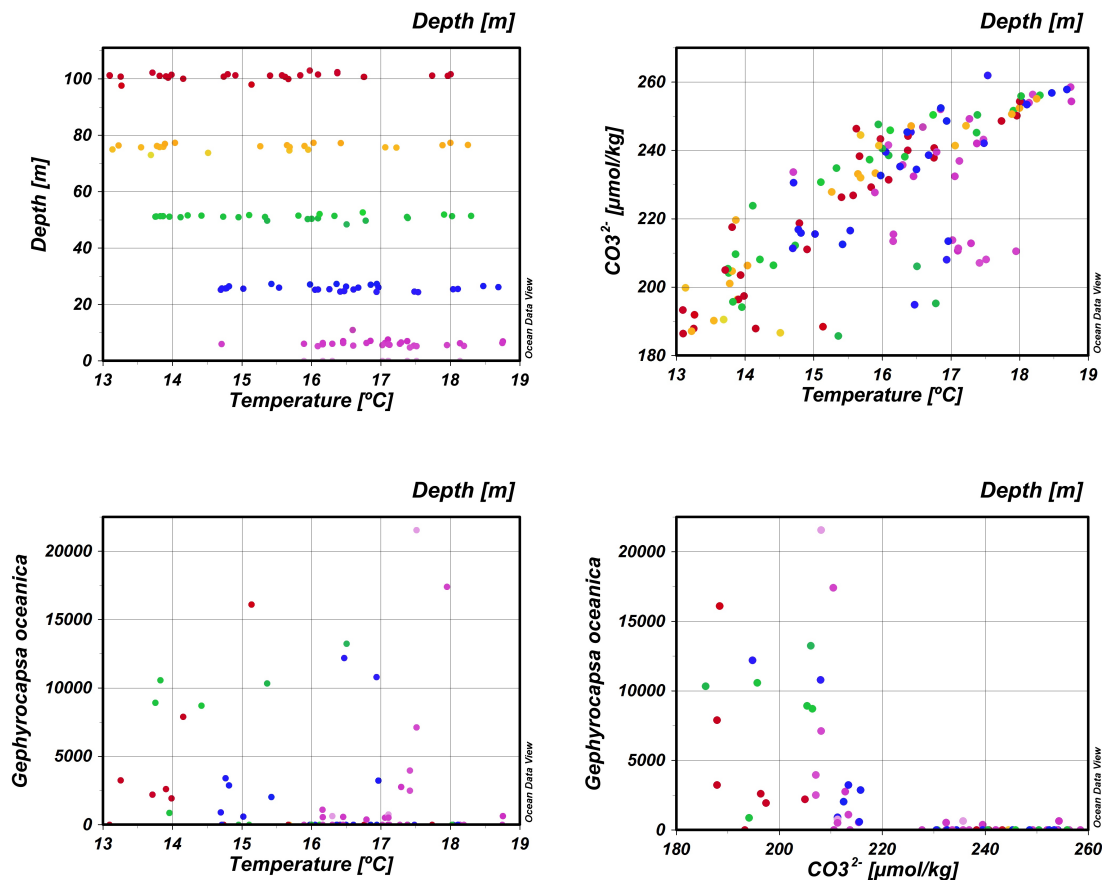 Depth [m]
Depth [m]
100
80
60
40
20
0
Depth [m]
13
14
15
16
17
18
19
Temperature [ºC]
Ocean Data View
Depth [m]
260
240
220
200
180
CO3²⁻ [µmol/kg]
13
14
15
16
17
18
19
Temperature [ºC]
Ocean Data View
Depth [m]
20000
15000
10000
5000
0
Gephyrocapsa oceanica
13
14
15
16
17
18
19
Temperature [ºC]
Ocean Data View
Depth [m]
20000
15000
10000
5000
0
Gephyrocapsa oceanica
180
200
220
240
260
CO3²⁻ [µmol/kg]
Ocean Data View